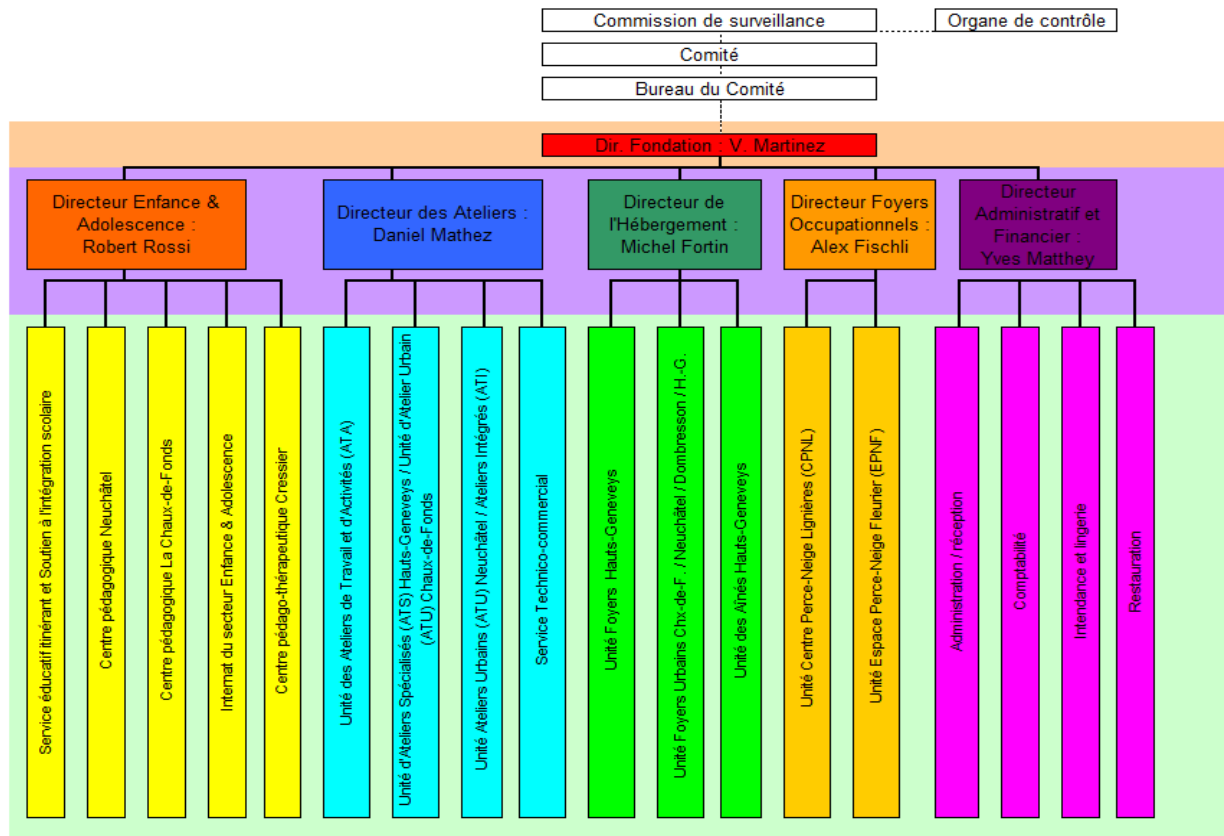 Commission de surveillance
Organe de contrôle
Comité
Bureau du Comité
Dir. Fondation : V. Martinez
Directeur Enfance &
Adolescence :
Robert Rossi
Directeur des Ateliers :
Daniel Mathez
Directeur de
l'Hébergement :
Michel Fortin
Directeur Foyers
Occupationnels :
Alex Fischli
Directeur
Administratif et
Financier :
Yves Matthey
Service éducatif itinérant et Soutien à l'intégration scolaire
Centre pédagogique Neuchâtel
Centre pédagogique La Chaux-de-Fonds
Internat du secteur Enfance & Adolescence
Centre pédago-thérapeutique Cressier
Unité des Ateliers de Travail et d'Activités (ATA)
Unité d'Ateliers Spécialisés (ATS) Hauts-Geneveys / Unité d'Atelier Urbain
(ATU) Chaux-de-Fonds
Unité Ateliers Urbains (ATU) Neuchâtel / Ateliers Intégrés (ATI)
Service Technico-commercial
Unité Foyers Hauts-Geneveys
Unité Foyers Urbains Chx-de-F. / Neuchâtel / Dombresson / H.-G.
Unité des Aînés Hauts-Geneveys
Unité Centre Perce-Neige Lignières (CPNL)
Unité Espace Perce-Neige Fleurier (EPNF)
Administration / réception
Comptabilité
Intendance et lingerie
Restauration